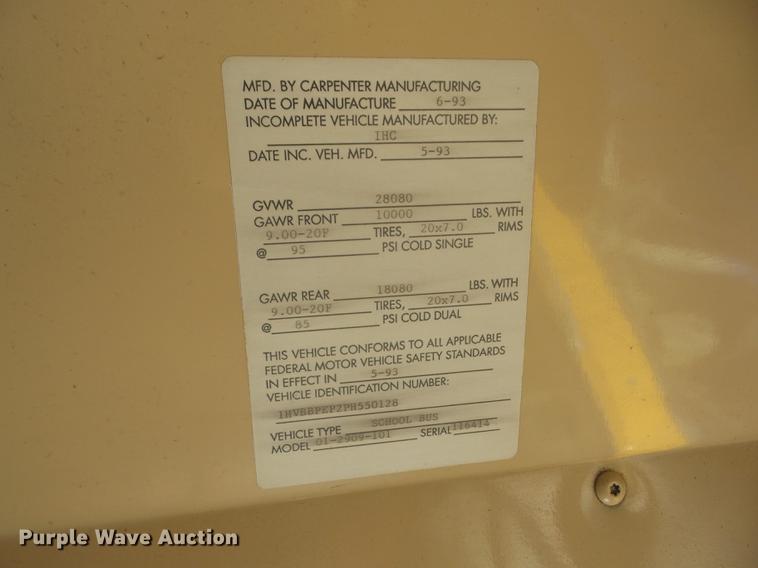 MFD. BY CARPENTER MANUFACTURING
DATE OF MANUFACTURE 6-93
INCOMPLETE VEHICLE MANUFACTURED BY:
IHC
DATE INC. VEH. MFD. 5-93
GVWR 28080
GAWR FRONT 10000 LBS. WITH
9.00-20F TIRES, 20x7.0 RIMS
@ 95 PSI COLD SINGLE
GAWR REAR 18080 LBS. WITH
9.00-20F TIRES, 20x7.0 RIMS
@ 85 PSI COLD DUAL
THIS VEHICLE CONFORMS TO ALL APPLICABLE
FEDERAL MOTOR VEHICLE SAFETY STANDARDS
IN EFFECT IN 5-93
VEHICLE IDENTIFICATION NUMBER:
1HVBBPEP2PH550128
VEHICLE TYPE SCHOOL BUS
MODEL 01-2909-101 SERIAL 116414
Purple Wave Auction